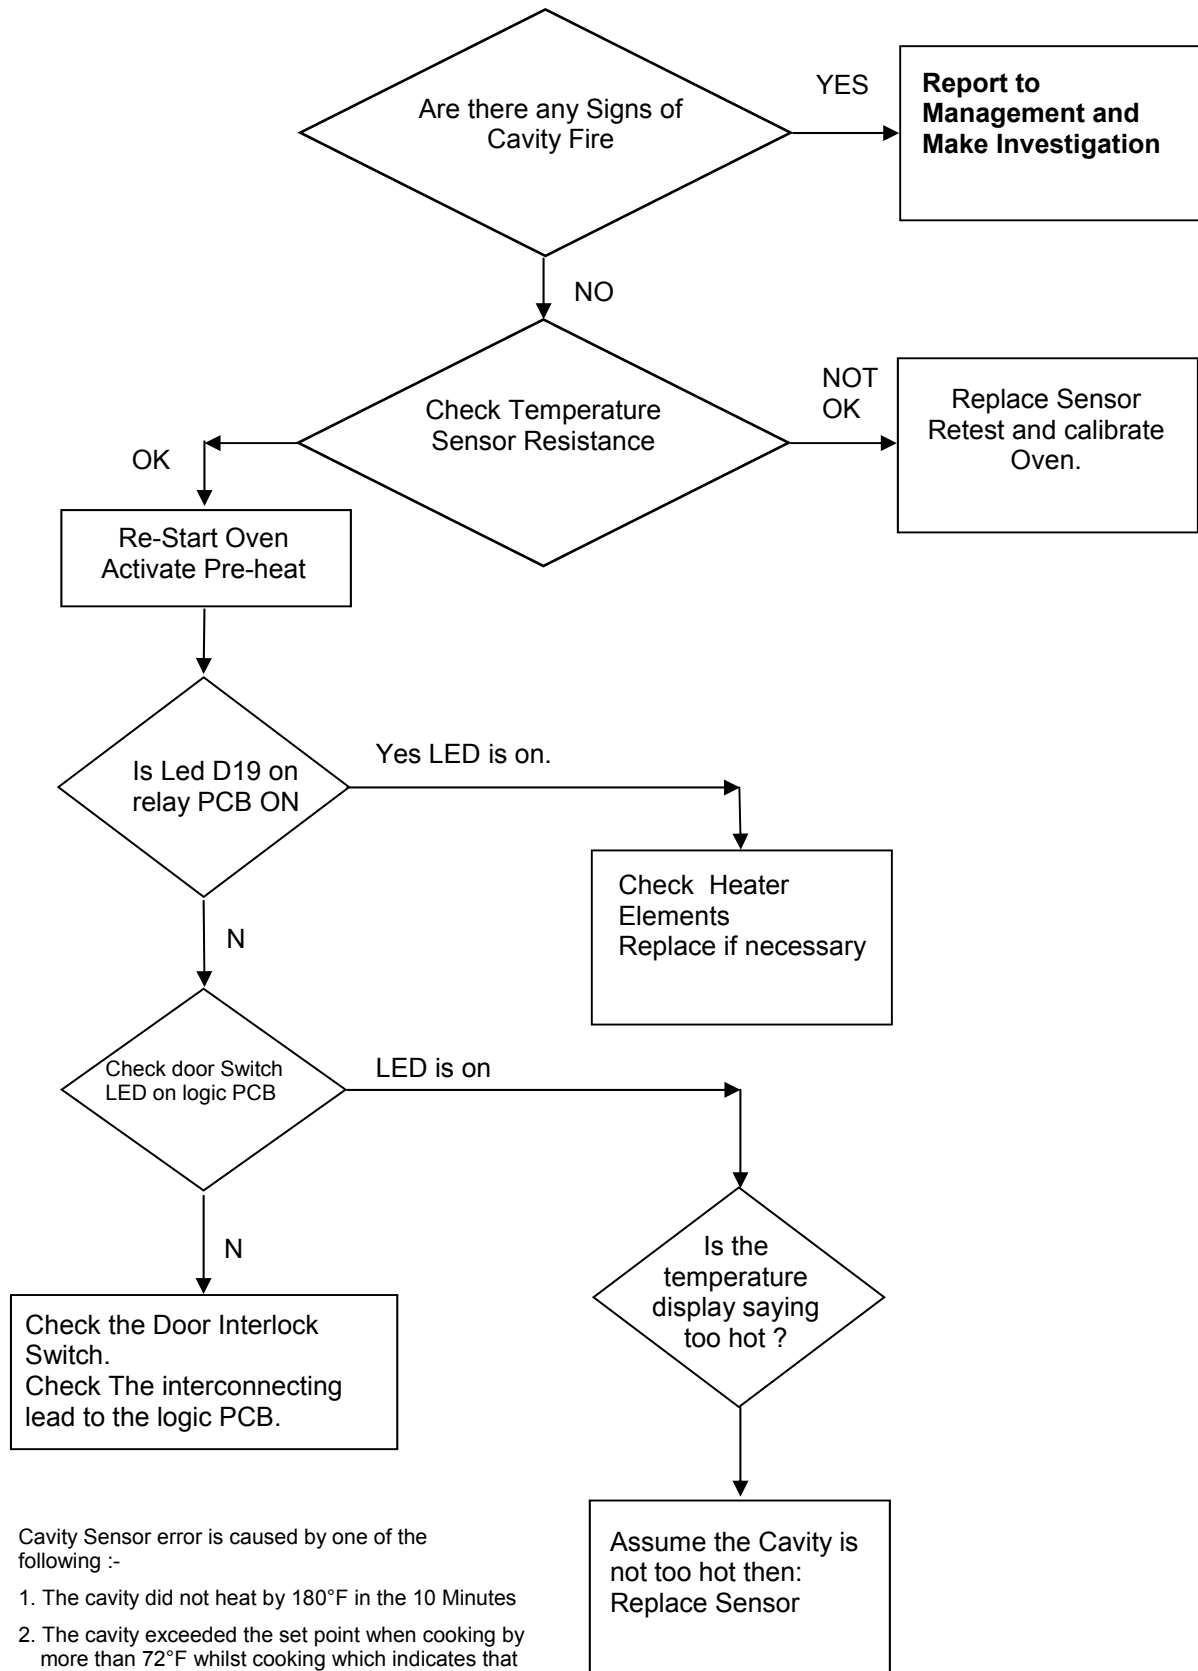 Are there any Signs of
Cavity Fire
YES
Report to
Management and
Make Investigation
NO
Check Temperature
Sensor Resistance
NOT
OK
Replace Sensor
Retest and calibrate
Oven.
OK
Re-Start Oven
Activate Pre-heat
Is Led D19 on
relay PCB ON
Yes LED is on.
Check Heater
Elements
Replace if necessary
N
Check door Switch
LED on logic PCB
LED is on
N
Is the
temperature
display saying
too hot ?
Check the Door Interlock
Switch.
Check The interconnecting
lead to the logic PCB.
Assume the Cavity is
not too hot then:
Replace Sensor
Cavity Sensor error is caused by one of the
following :-
1. The cavity did not heat by 180°F in the 10 Minutes
2. The cavity exceeded the set point when cooking by
more than 72°F whilst cooking which indicates that